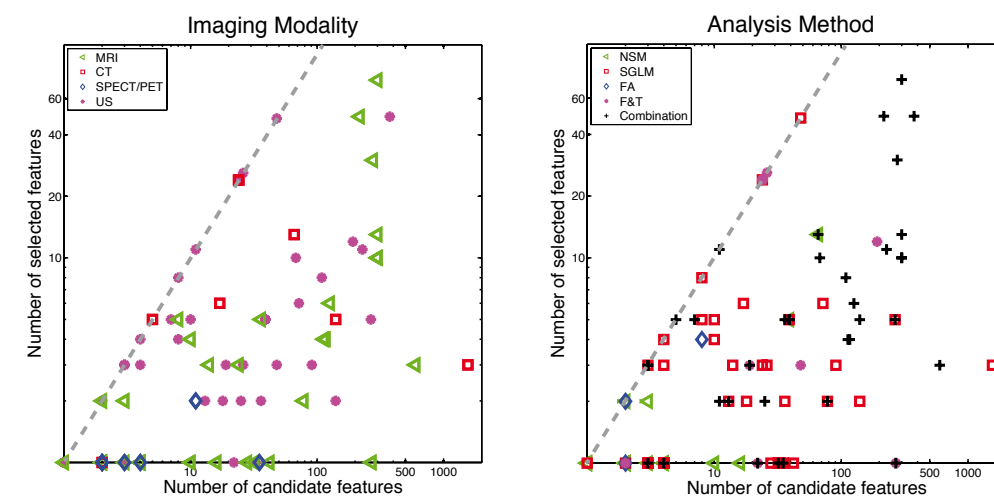 Imaging Modality
MRI
CT
SPECT/PET
US
Number of selected features
60
40
20
10
10
100
500
1000
Number of candidate features
Analysis Method
NSM
SGLM
FA
F&T
Combination
Number of selected features
60
40
20
10
10
100
500
1000
Number of candidate features